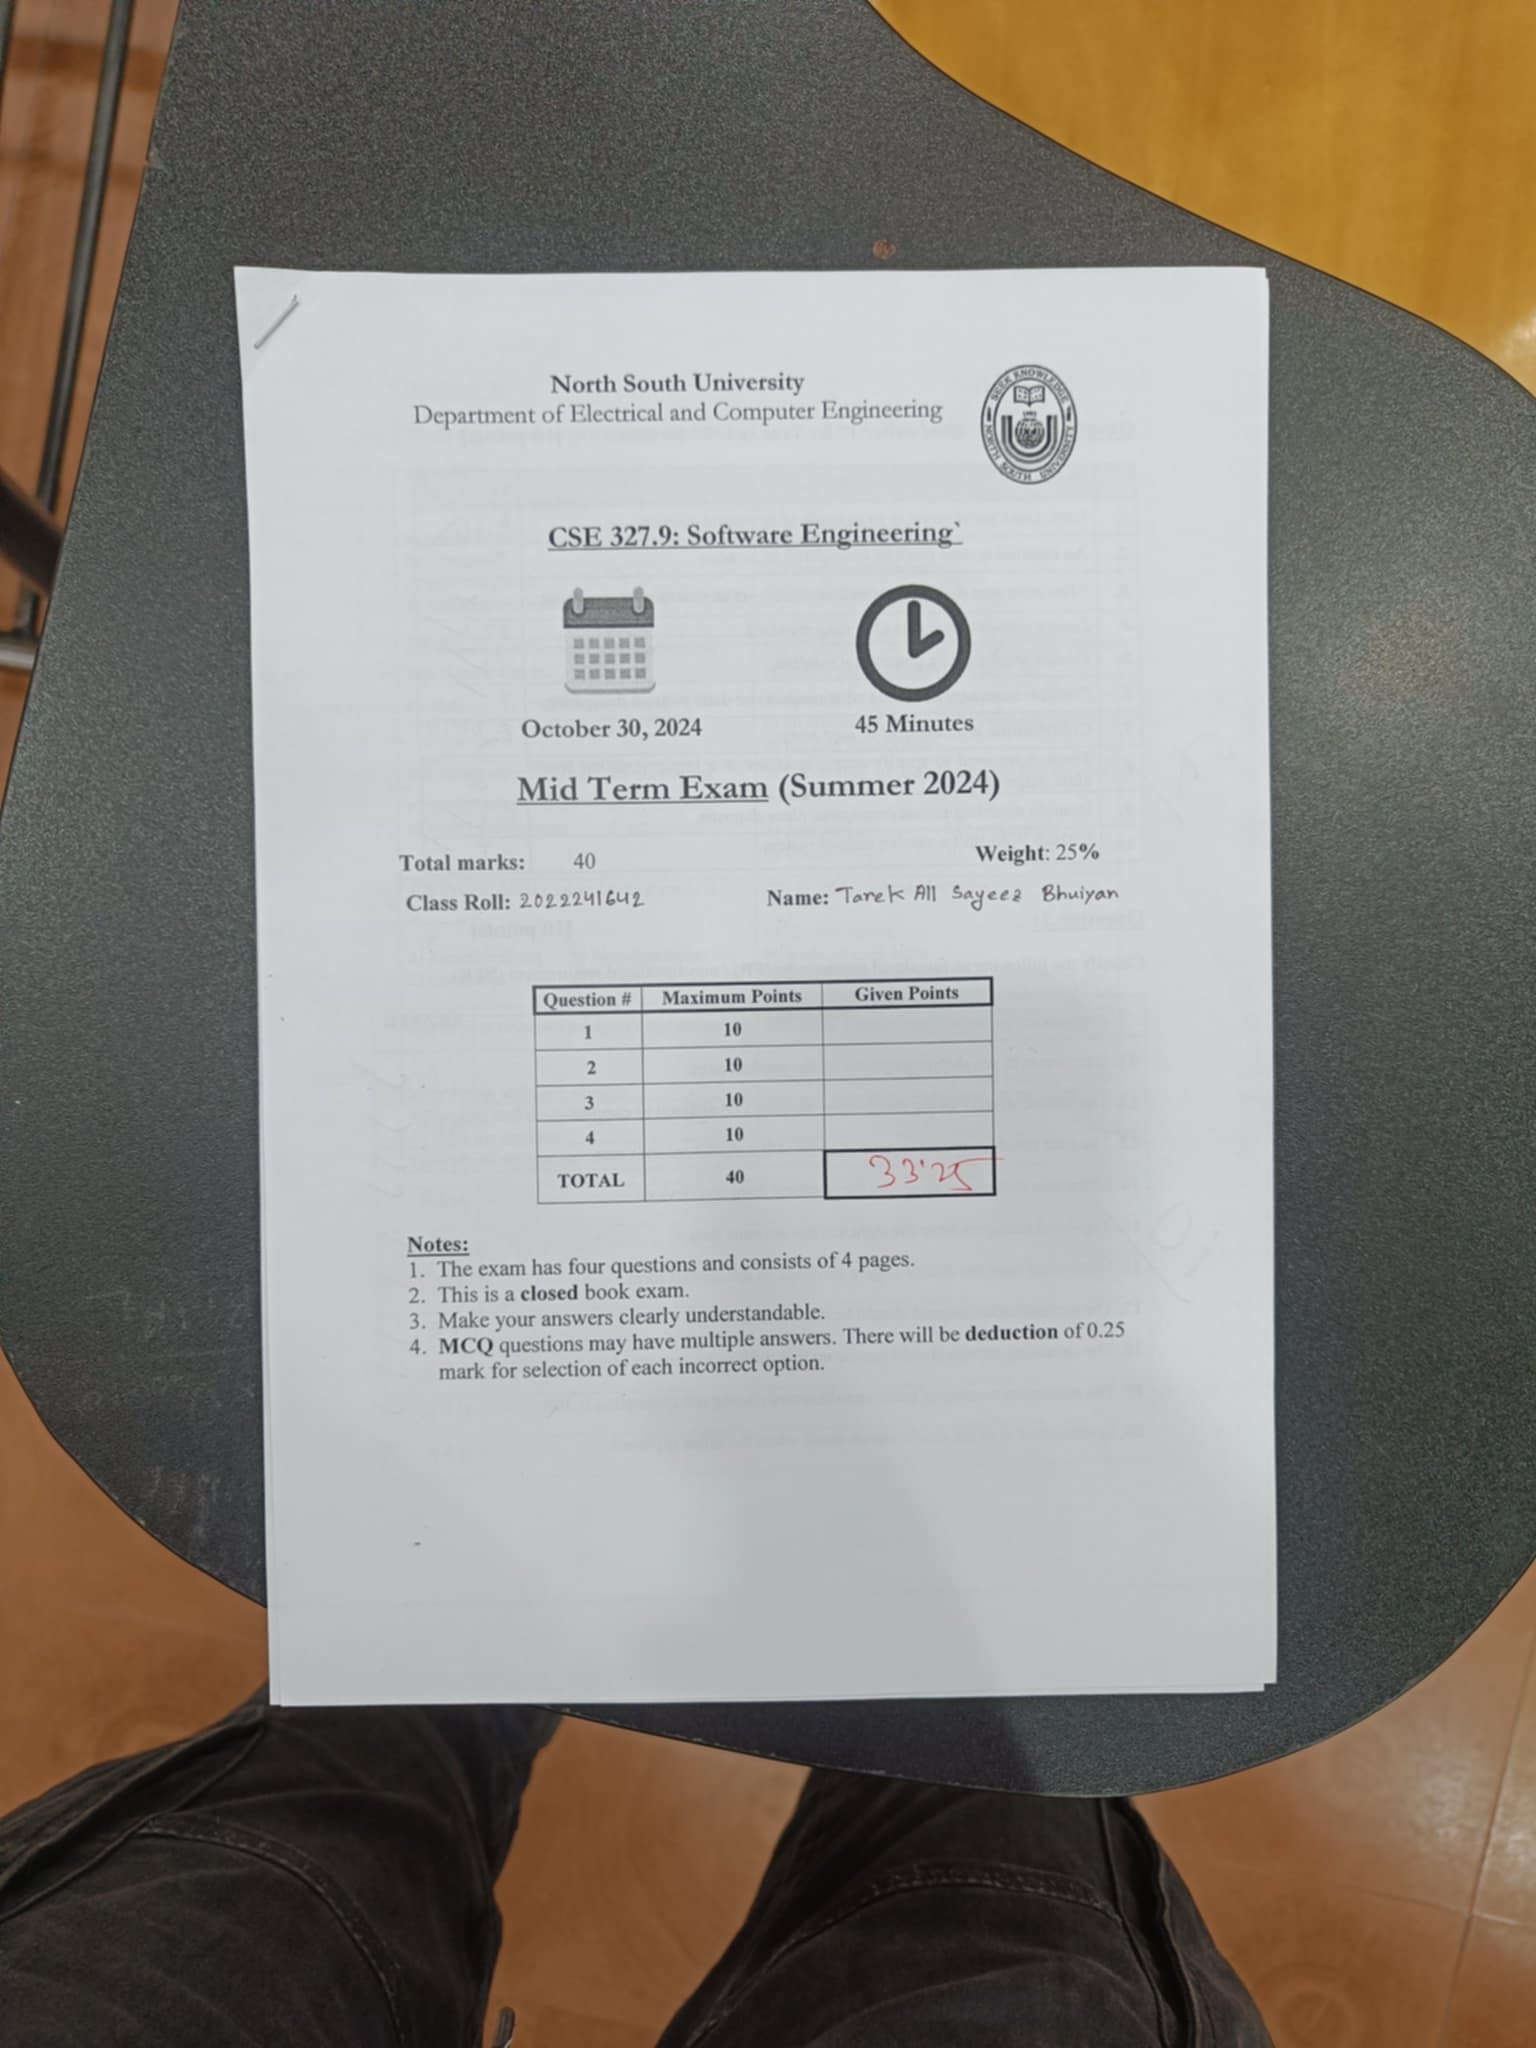 North South University
Department of Electrical and Computer Engineering
SEEK KNOWLEDGE
NORTH SOUTH UNIVERSITY
CSE 327.9: Software Engineering`
October 30, 2024
45 Minutes
Mid Term Exam (Summer 2024)
Total marks: 40
Weight: 25%
Class Roll: 2022241642
Name: Tarek All Sayeez Bhuiyan
Question # Maximum Points Given Points
1 10
2 10
3 10
4 10
TOTAL 40 33.25
Notes:
1. The exam has four questions and consists of 4 pages.
2. This is a closed book exam.
3. Make your answers clearly understandable.
4. MCQ questions may have multiple answers. There will be deduction of 0.25
mark for selection of each incorrect option.